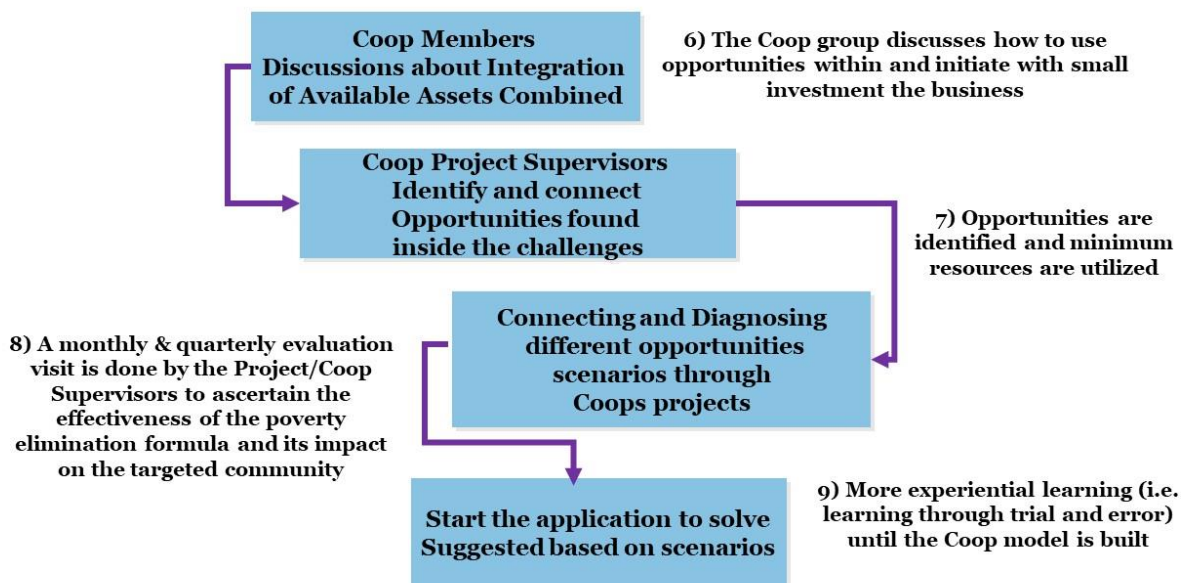 Coop Members
Discussions about Integration
of Available Assets Combined
6) The Coop group discusses how to use
opportunities within and initiate with small
investment the business
Coop Project Supervisors
Identify and connect
Opportunities found
inside the challenges
7) Opportunities are
identified and minimum
resources are utilized
Connecting and Diagnosing
different opportunities
scenarios through
Coops projects
8) A monthly & quarterly evaluation
visit is done by the Project/Coop
Supervisors to ascertain the
effectiveness of the poverty
elimination formula and its impact
on the targeted community
Start the application to solve
Suggested based on scenarios
9) More experiential learning (i.e.
learning through trial and error)
until the Coop model is built